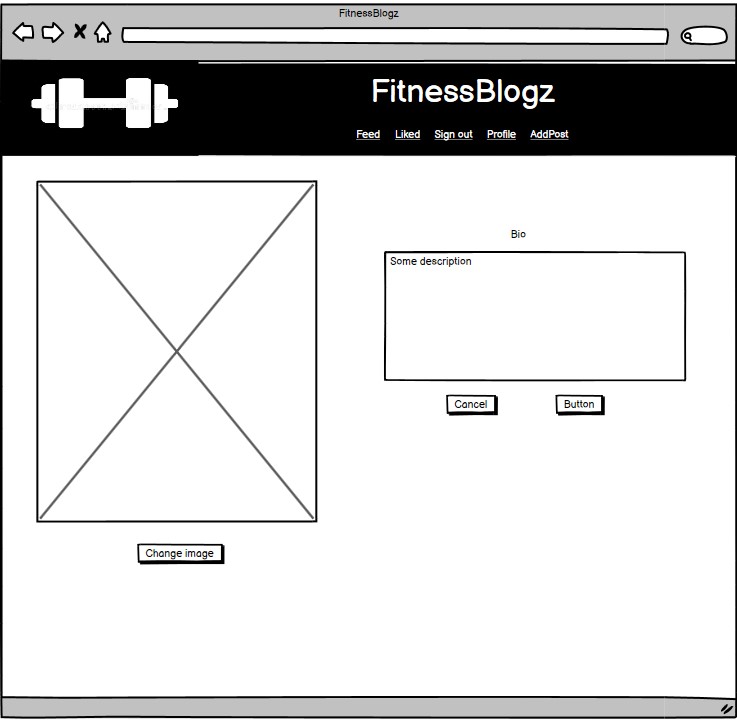 FitnessBlogz
FitnessBlogz
Feed Liked Sign out Profile AddPost
Bio
Some description
Cancel Button
Change image